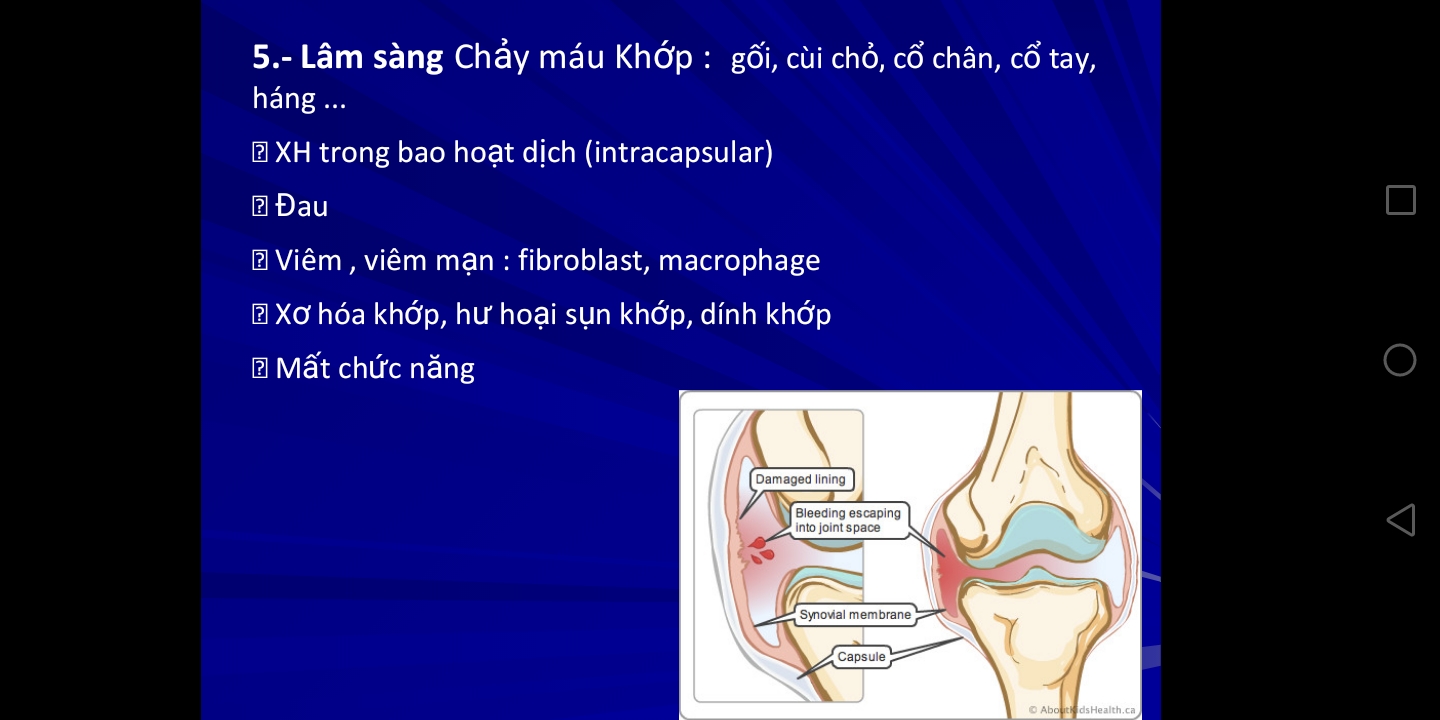 5.- Lâm sàng Chảy máu Khớp : gối, cùi chỏ, cổ chân, cổ tay,
háng ...
XH trong bao hoạt dịch (intracapsular)
Đau
Viêm , viêm mạn : fibroblast, macrophage
Xơ hóa khớp, hư hoại sụn khớp, dính khớp
Mất chức năng
Damaged lining
Bleeding escaping
into joint space
Synovial membrane
Capsule
© AboutKidsHealth.ca